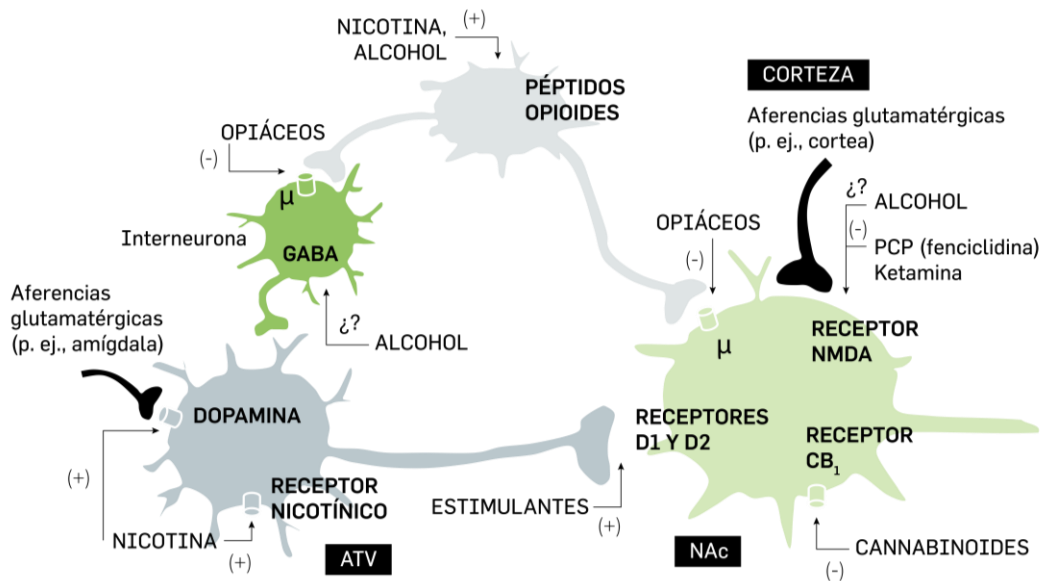 NICOTINA,
ALCOHOL
(+)
PÉPTIDOS
OPIOIDES
CORTEZA
Aferencias glutamatérgicas
(p. ej., cortea)
OPIÁCEOS
(-)
μ
Interneurona
GABA
¿?
ALCOHOL
(-)
PCP (fenciclidina)
Ketamina
OPIÁCEOS
(-)
Aferencias
glutamatérgicas
(p. ej., amígdala)
¿?
ALCOHOL
μ
RECEPTOR
NMDA
DOPAMINA
RECEPTORES
D1 Y D2
RECEPTOR
CB1
(+)
RECEPTOR
NICOTÍNICO
ESTIMULANTES
(+)
NICOTINA
(+)
ATV
NAc
CANNABINOIDES
(-)